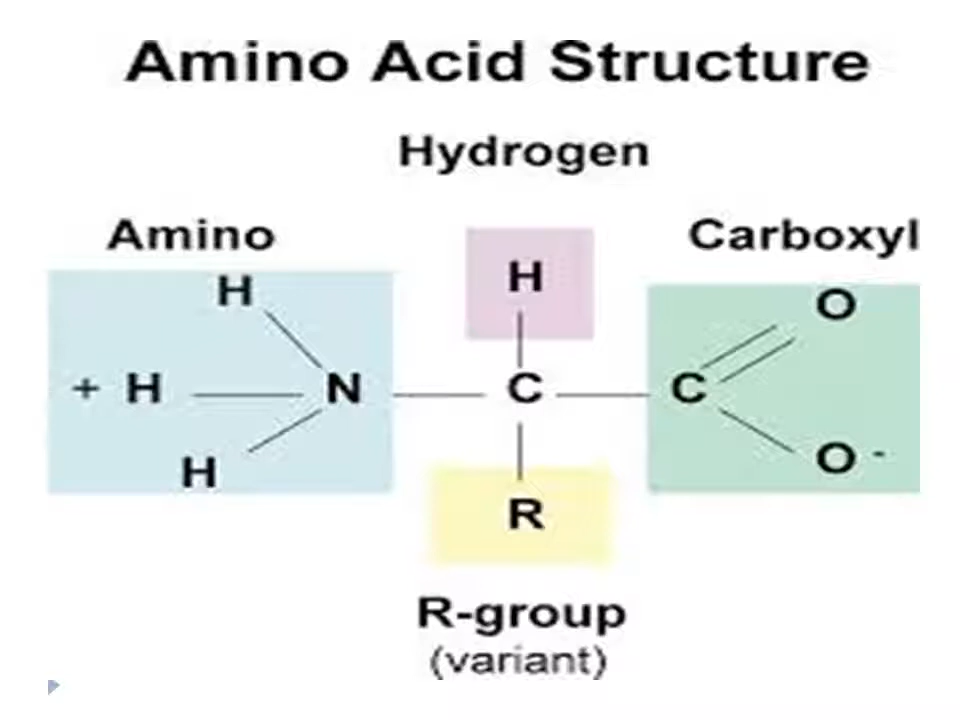 Amino Acid Structure
Hydrogen
Amino
Carboxyl
H
H
O
+ H
N
C
C
H
O -
R
R-group
(variant)